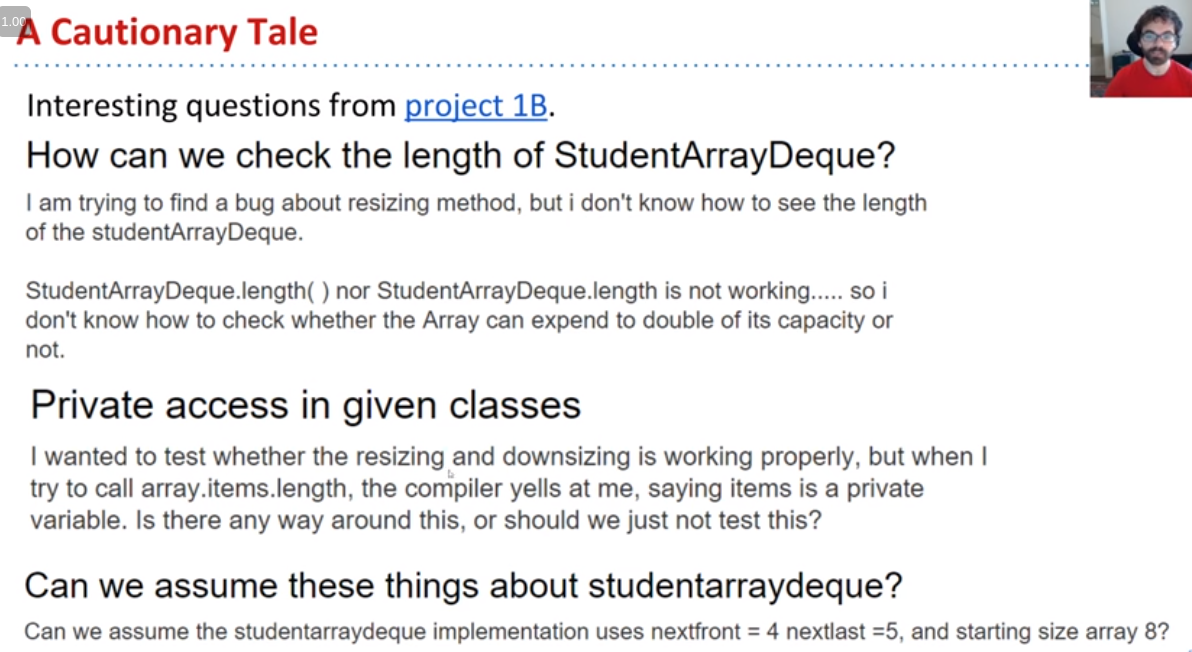 1.00
A Cautionary Tale
Interesting questions from project 1B.
How can we check the length of StudentArrayDeque?
I am trying to find a bug about resizing method, but i don't know how to see the length
of the studentArrayDeque.
StudentArrayDeque.length( ) nor StudentArrayDeque.length is not working..... so i
don't know how to check whether the Array can expend to double of its capacity or
not.
Private access in given classes
I wanted to test whether the resizing and downsizing is working properly, but when I
try to call array.items.length, the compiler yells at me, saying items is a private
variable. Is there any way around this, or should we just not test this?
Can we assume these things about studentarraydeque?
Can we assume the studentarraydeque implementation uses nextfront = 4 nextlast =5, and starting size array 8?